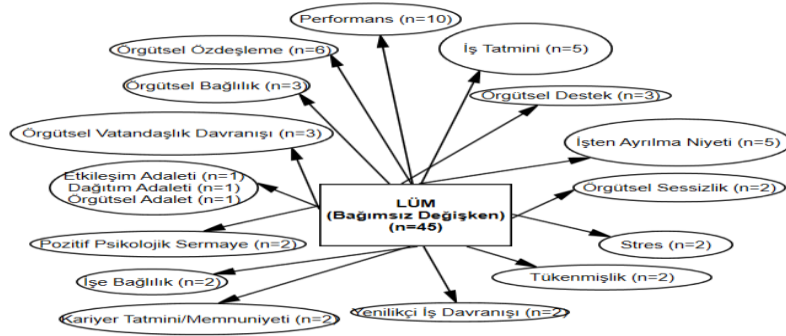 Performans (n=10)
Örgütsel Özdeşleme (n=6)
İş Tatmini (n=5)
Örgütsel Bağlılık (n=3)
Örgütsel Destek (n=3)
Örgütsel Vatandaşlık Davranışı (n=3)
İşten Ayrılma Niyeti (n=5)
Etkileşim Adaleti (n=1)
Dağıtım Adaleti (n=1)
Örgütsel Adalet (n=1)
Örgütsel Sessizlik (n=2)
LÜM
(Bağımsız Değişken)
(n=45)
Pozitif Psikolojik Sermaye (n=2)
Stres (n=2)
İşe Bağlılık (n=2)
Tükenmişlik (n=2)
Kariyer Tatmini/Memnuniyeti (n=2)
Yenilikçi İş Davranışı (n=2)